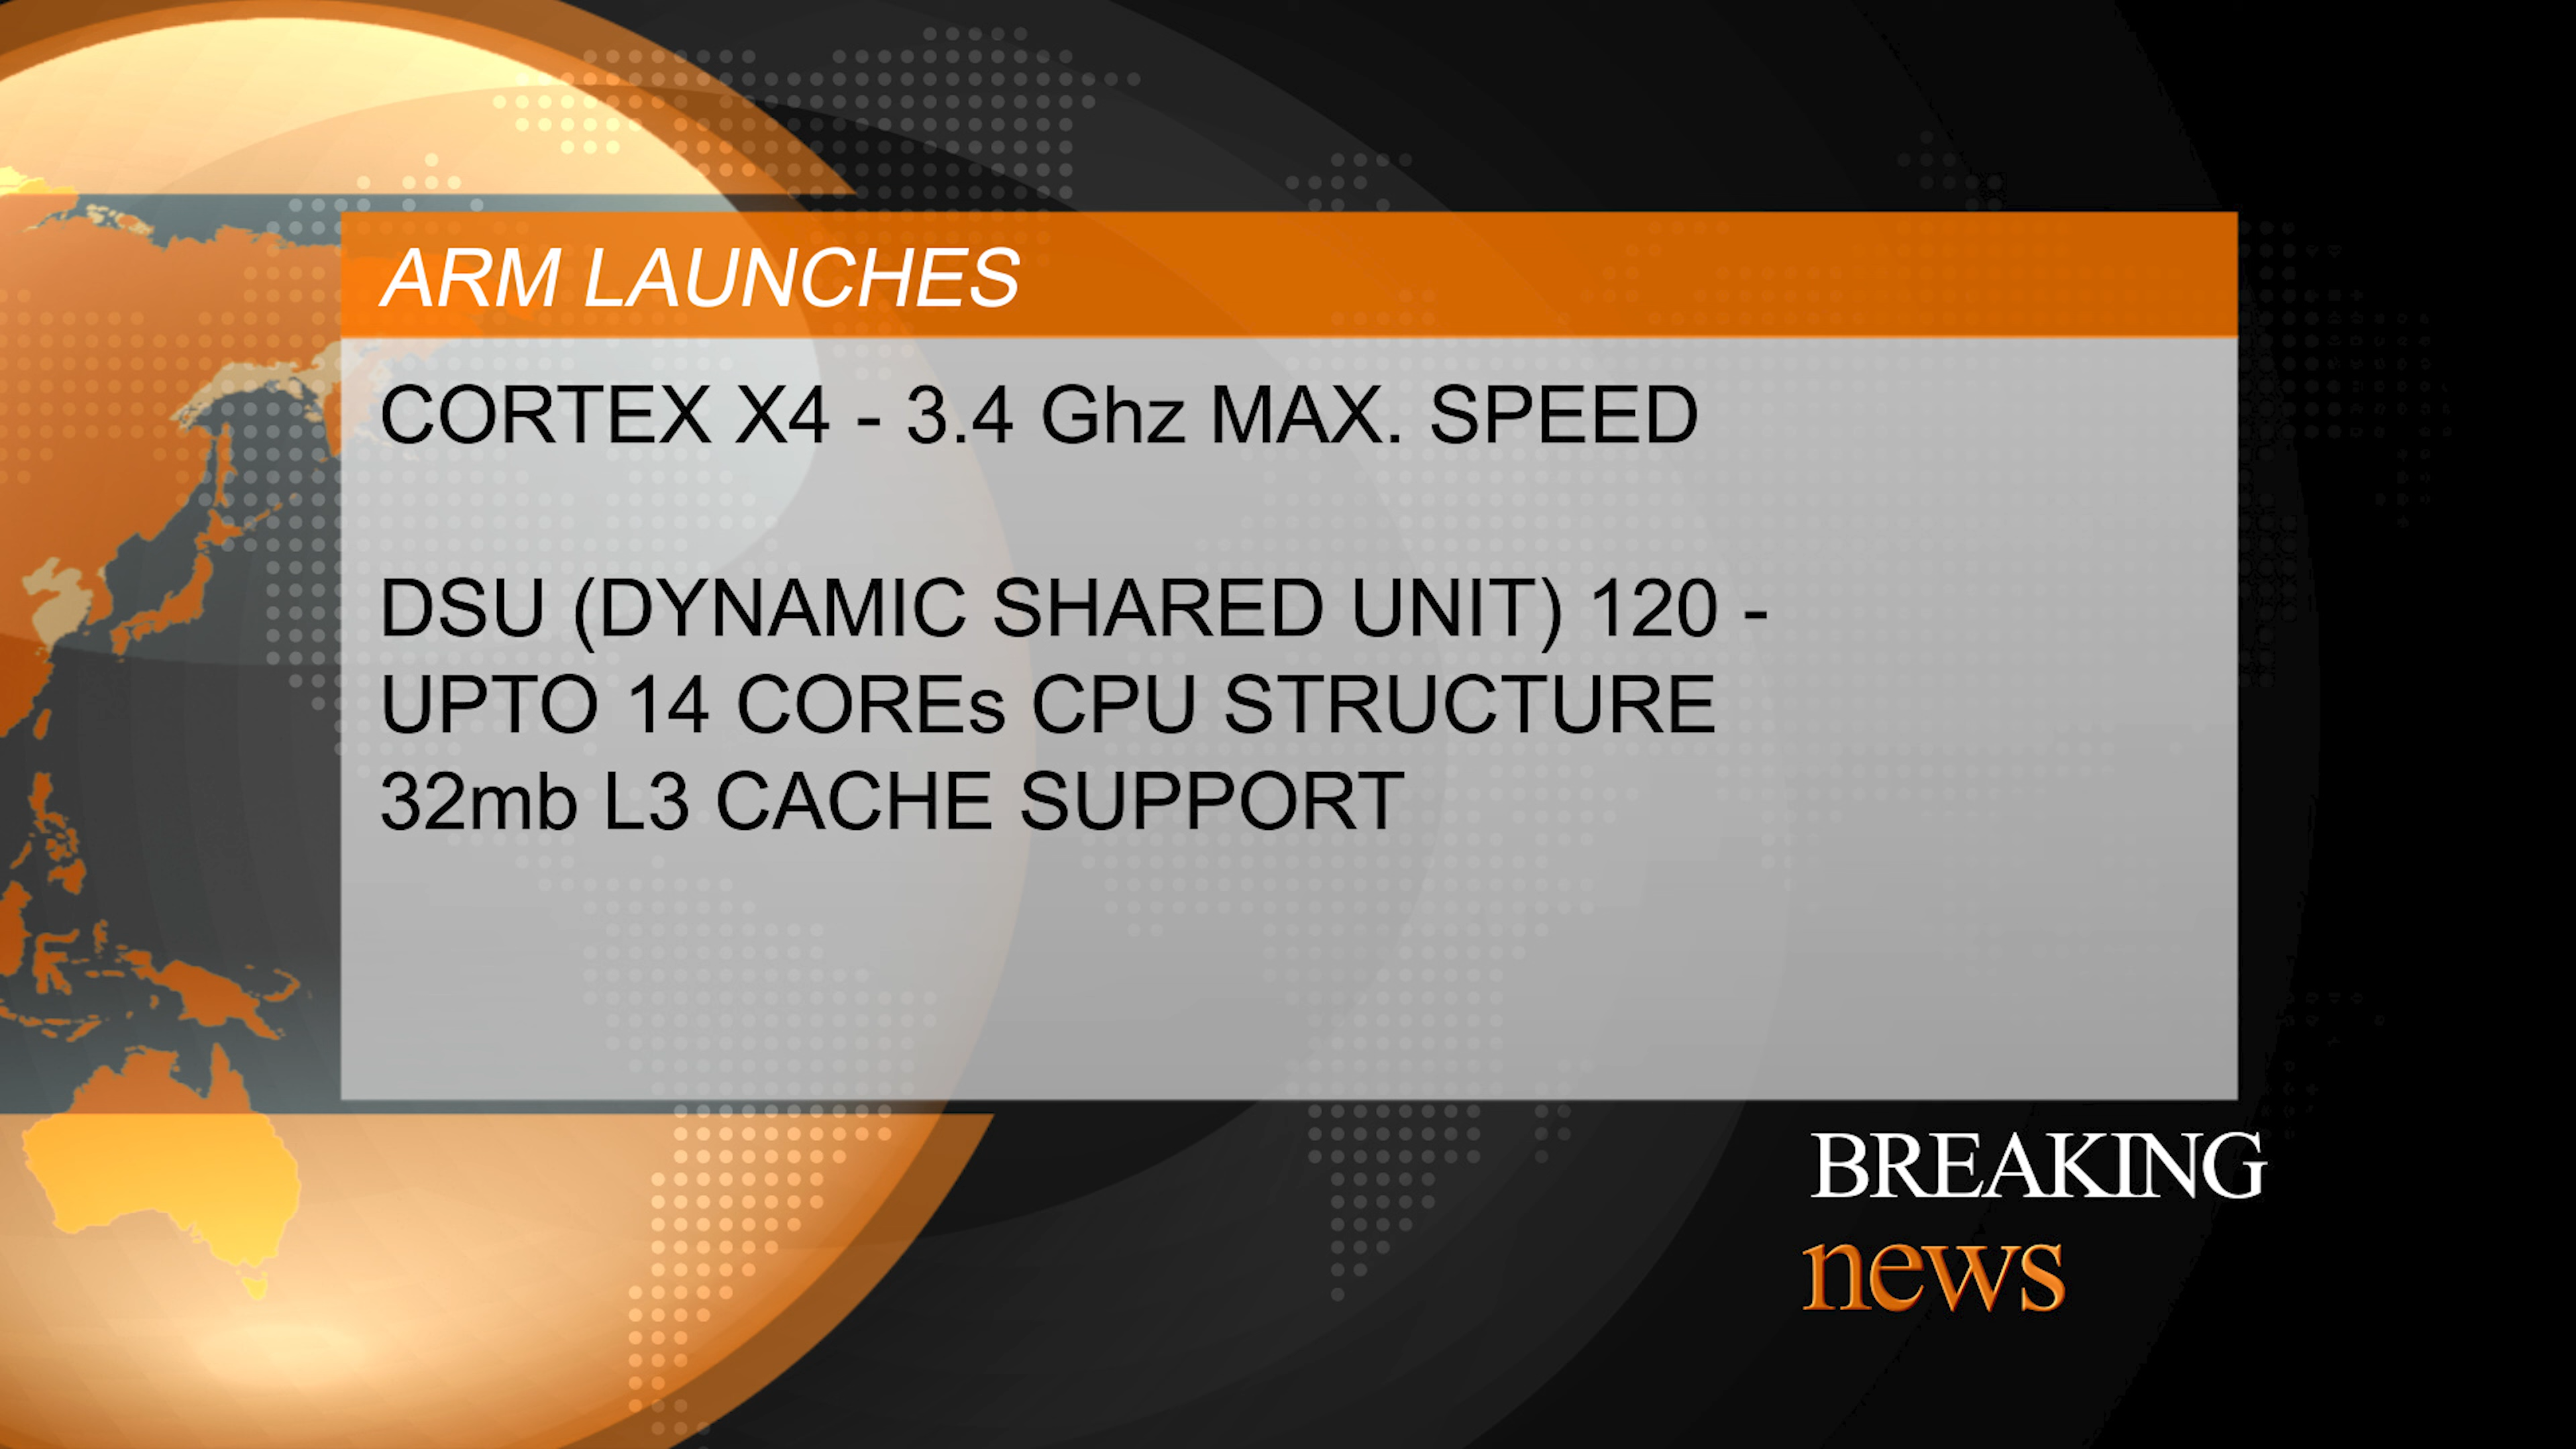 ARM LAUNCHES
CORTEX X4 - 3.4 Ghz MAX. SPEED
DSU (DYNAMIC SHARED UNIT) 120 -
UPTO 14 COREs CPU STRUCTURE
32mb L3 CACHE SUPPORT
BREAKING
news